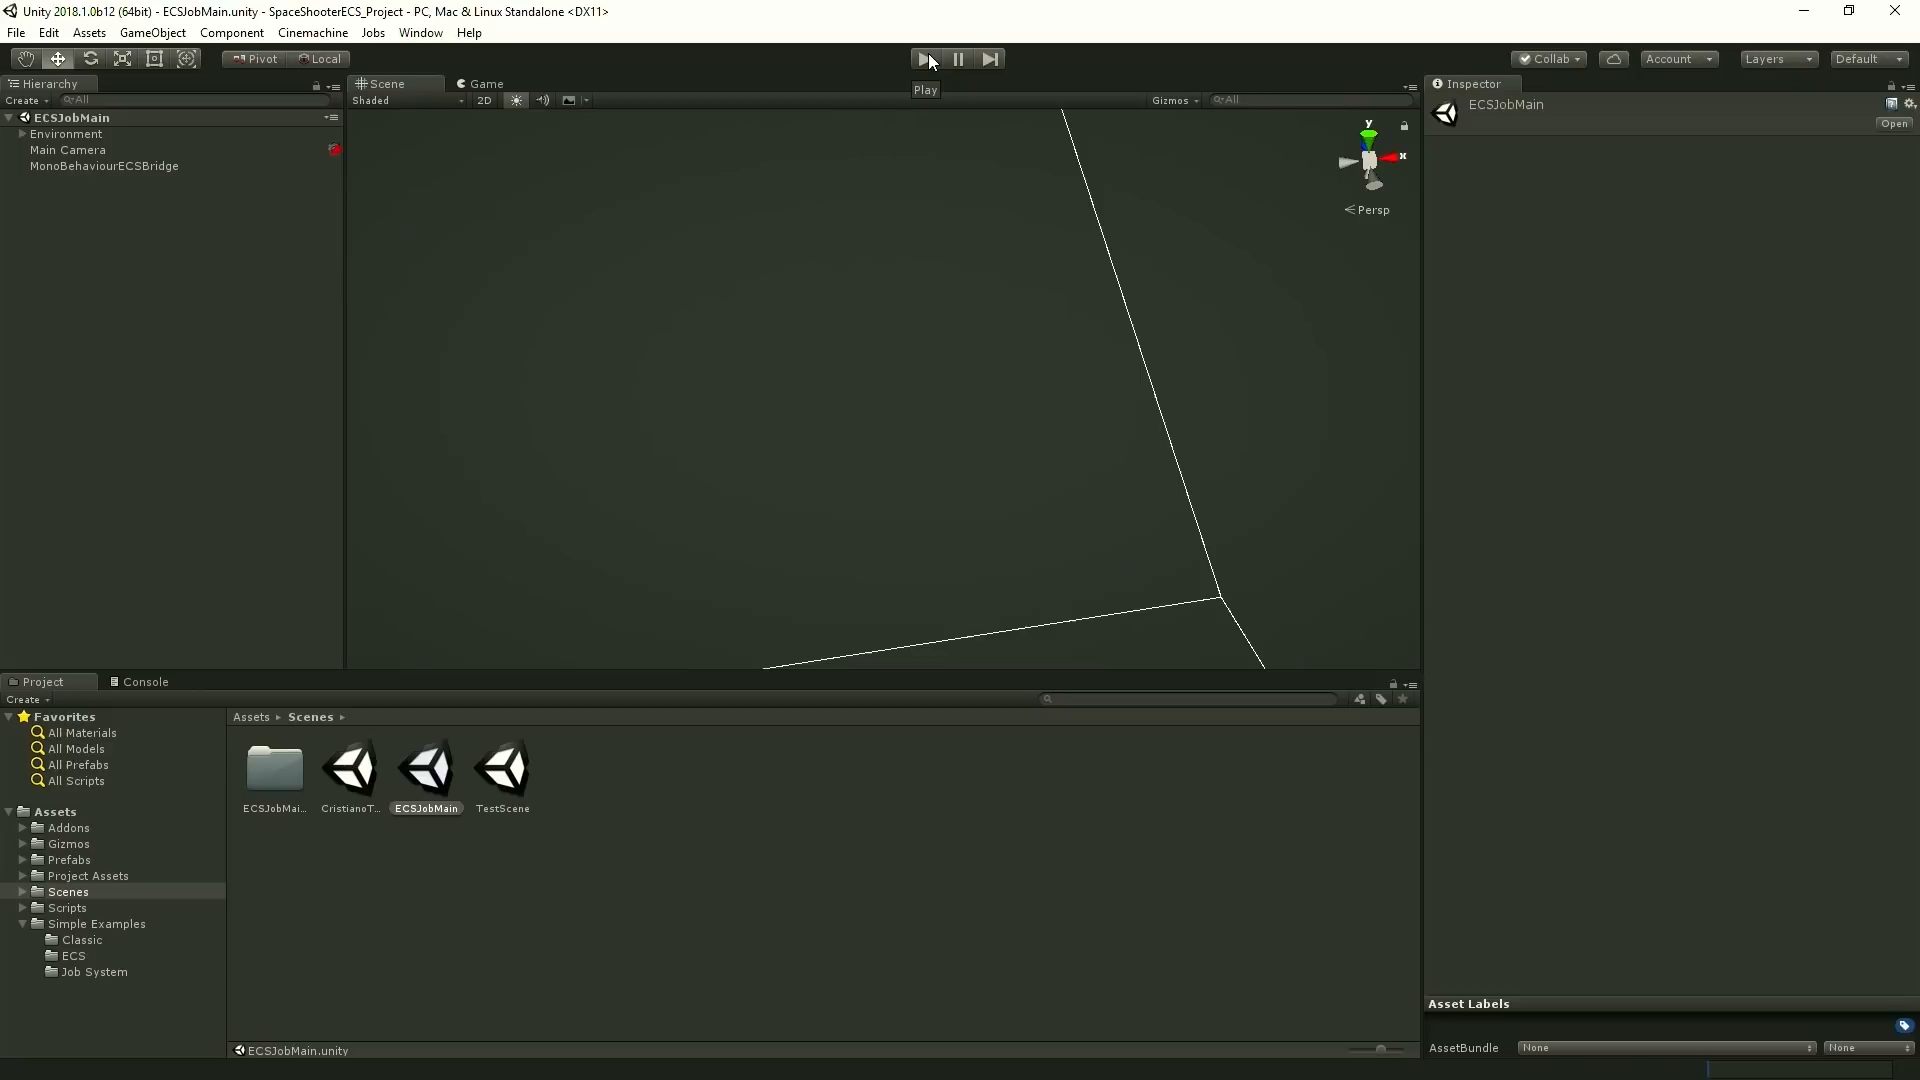 Unity 2018.1.0b12 (64bit) - ECSJobMain.unity - SpaceShooterECS_Project - PC, Mac & Linux Standalone <DX11>
File Edit Assets GameObject Component Cinemachine Jobs Window Help
Pivot Local Collab Account Layers Default
Play
Hierarchy
Create All
ECSJobMain
Environment
Main Camera
MonoBehaviourECSBridge
Scene Game
Shaded 2D Gizmos All
y
x
Persp
Inspector
ECSJobMain
Open
Project Console
Create
Favorites
All Materials
All Models
All Prefabs
All Scripts
Assets
Addons
Gizmos
Prefabs
Project Assets
Scenes
Scripts
Simple Examples
Classic
ECS
Job System
Assets Scenes
ECSJobMai... CristianoT... ECSJobMain TestScene
ECSJobMain.unity
Asset Labels
AssetBundle None None